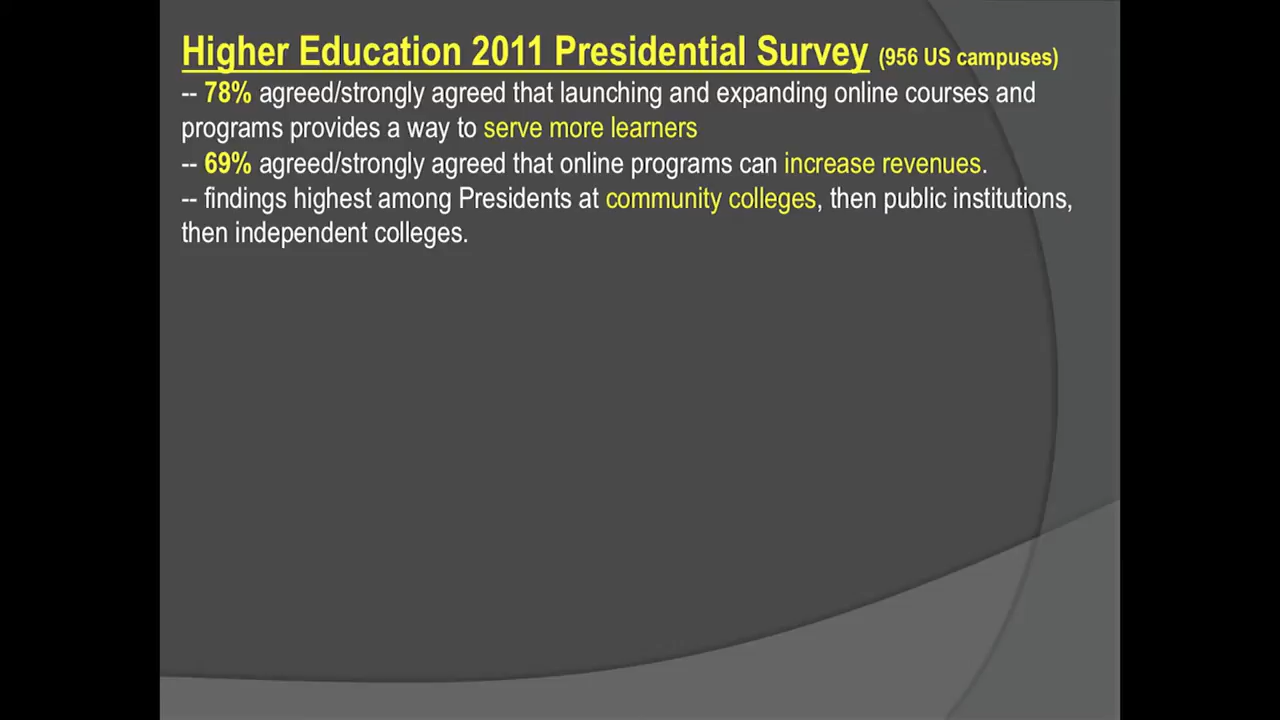 Higher Education 2011 Presidential Survey (956 US campuses)
-- 78% agreed/strongly agreed that launching and expanding online courses and
programs provides a way to serve more learners
-- 69% agreed/strongly agreed that online programs can increase revenues.
-- findings highest among Presidents at community colleges, then public institutions,
then independent colleges.